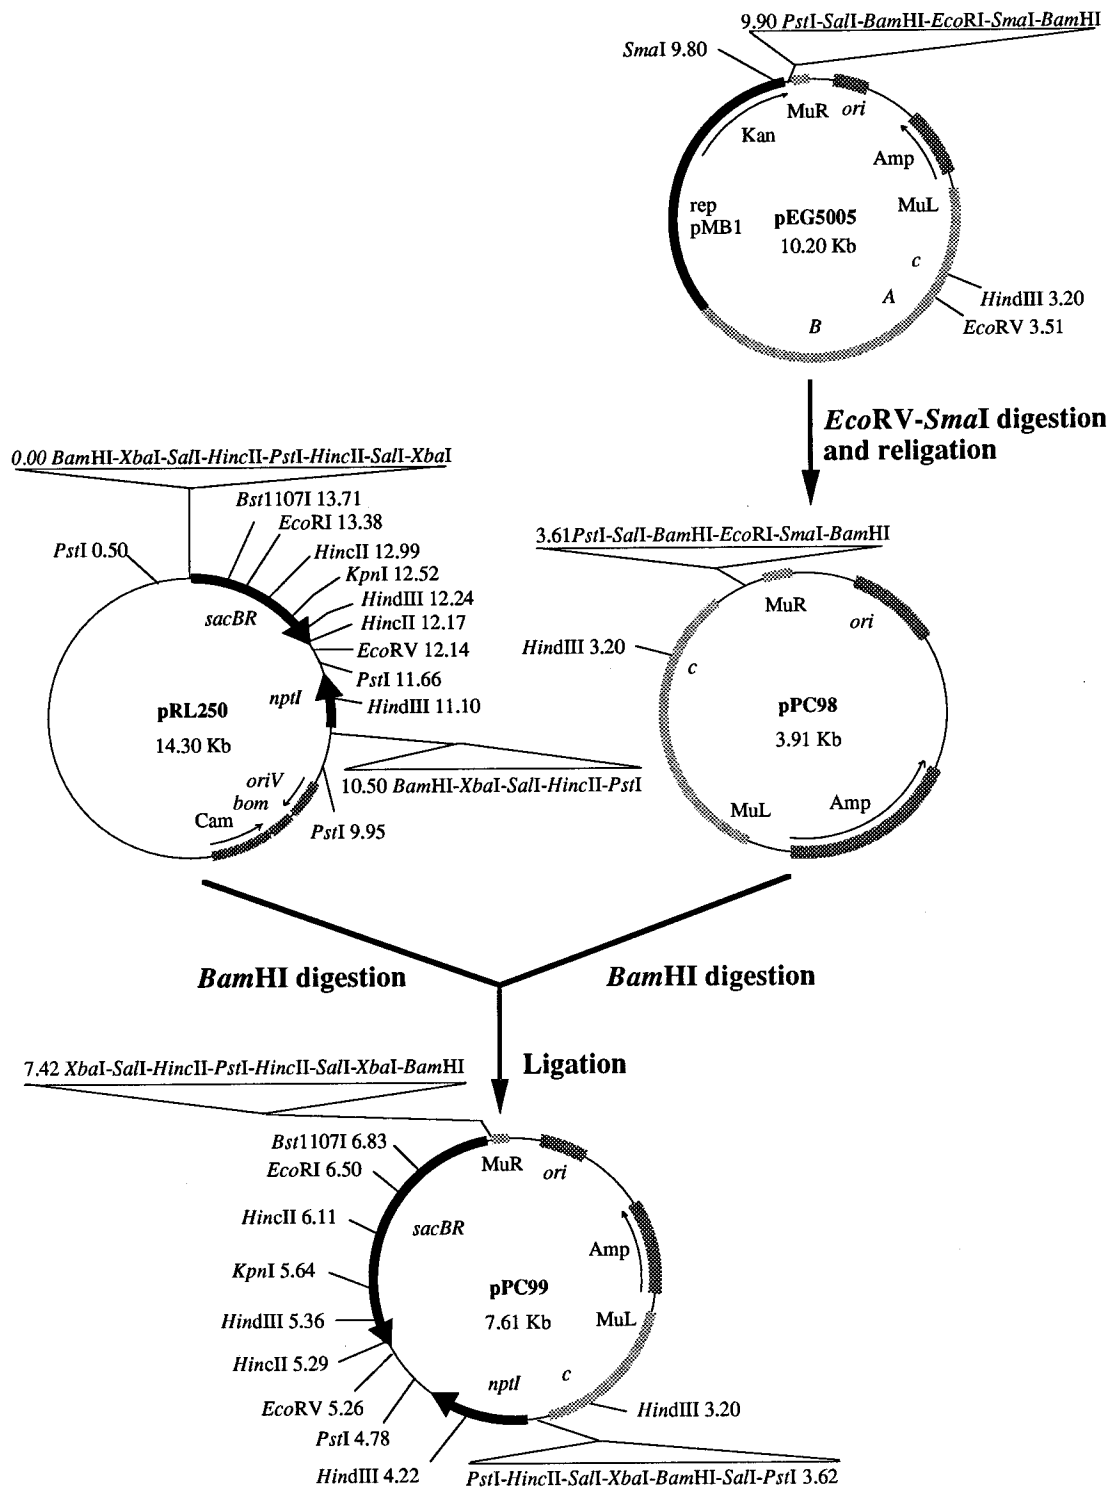 9.90 PstI-SalI-BamHI-EcoRI-SmaI-BamHI
SmaI 9.80
MuR
ori
Kan
Amp
rep
pMB1
pEG5005
10.20 Kb
MuL
c
A
B
HindIII 3.20
EcoRV 3.51
EcoRV-SmaI digestion
and religation
0.00 BamHI-XbaI-SalI-HincII-PstI-HincII-SalI-XbaI
Bst1107I 13.71
EcoRI 13.38
PstI 0.50
HincII 12.99
KpnI 12.52
HindIII 12.24
HincII 12.17
EcoRV 12.14
PstI 11.66
HindIII 11.10
sacBR
nptI
pRL250
14.30 Kb
oriV
bom
Cam
10.50 BamHI-XbaI-SalI-HincII-PstI
PstI 9.95
3.61PstI-SalI-BamHI-EcoRI-SmaI-BamHI
MuR
ori
HindIII 3.20
c
pPC98
3.91 Kb
MuL
Amp
BamHI digestion
BamHI digestion
Ligation
7.42 XbaI-SalI-HincII-PstI-HincII-SalI-XbaI-BamHI
Bst1107I 6.83
EcoRI 6.50
MuR
ori
HincII 6.11
sacBR
KpnI 5.64
Amp
pPC99
7.61 Kb
HindIII 5.36
MuL
HincII 5.29
EcoRV 5.26
nptI
c
PstI 4.78
HindIII 3.20
HindIII 4.22
PstI-HincII-SalI-XbaI-BamHI-SalI-PstI 3.62